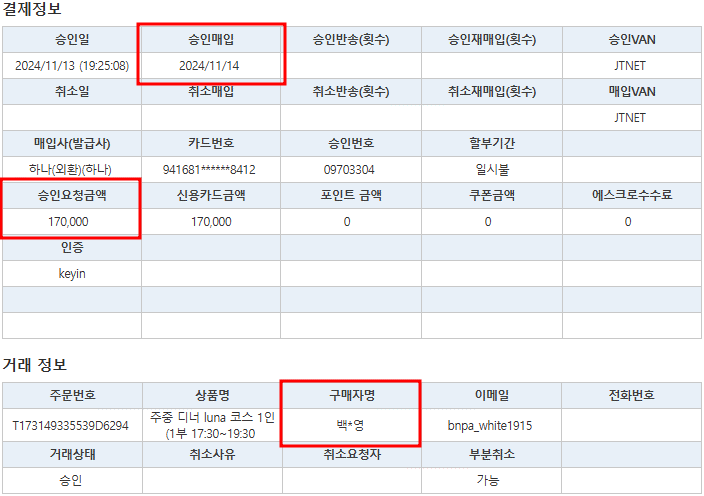 결제정보
승인일 승인매입 승인반송(횟수) 승인재매입(횟수) 승인VAN
2024/11/13 (19:25:08) 2024/11/14 JTNET
취소일 취소매입 취소반송(횟수) 취소재매입(횟수) 매입VAN
JTNET
매입사(발급사) 카드번호 승인번호 할부기간
하나(외환)(하나) 941681******8412 09703304 일시불
승인요청금액 신용카드금액 포인트 금액 쿠폰금액 에스크로수수료
170,000 170,000 0 0 0
인증
keyin
거래 정보
주문번호 상품명 구매자명 이메일 전화번호
T173149335539D6294 주중 디너 luna 코스 1인 (1부 17:30~19:30 백*영 bnpa_white1915
거래상태 취소사유 취소요청자 부분취소
승인 가능